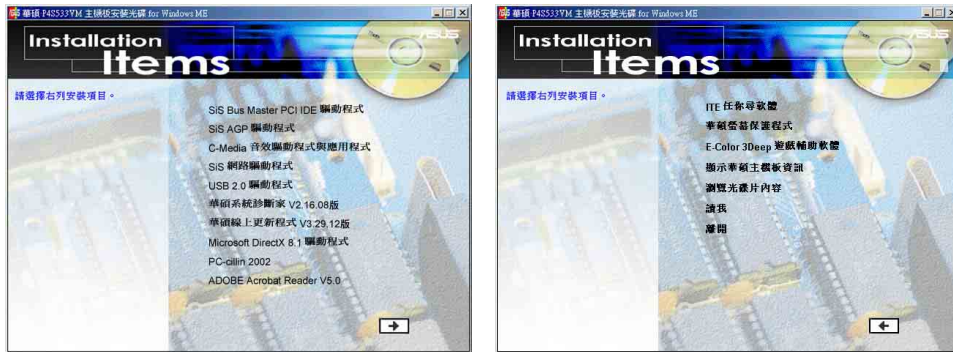 華碩 P4S533VM 主機板安裝光碟 for Windows ME
Installation
Items
請選擇右列安裝項目。
SiS Bus Master PCI IDE 驅動程式
SiS AGP 驅動程式
C-Media 音效驅動程式與應用程式
SiS 網路驅動程式
USB 2.0 驅動程式
華碩系統診斷家 V2.16.08版
華碩線上更新程式 V3.29.12版
Microsoft DirectX 8.1 驅動程式
PC-cillin 2002
ADOBE Acrobat Reader V5.0
華碩 P4S533VM 主機板安裝光碟 for Windows ME
Installation
Items
請選擇右列安裝項目。
ITE 任你尋軟體
華碩螢幕保護程式
E-Color 3Deep 遊戲輔助軟體
顯示華碩主機板資訊
瀏覽光碟片內容
讀我
離開